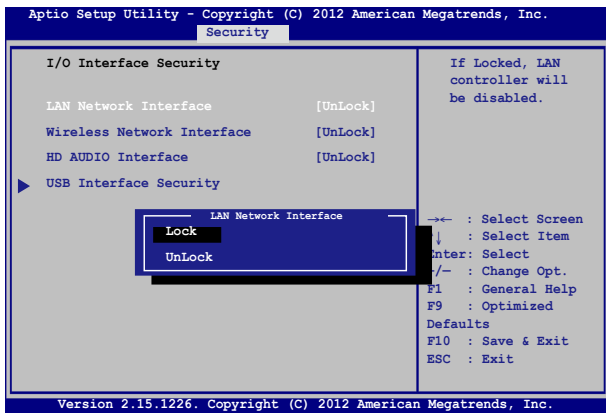 Aptio Setup Utility - Copyright (C) 2012 American Megatrends, Inc.
Security
I/O Interface Security
LAN Network Interface [UnLock]
Wireless Network Interface [UnLock]
HD AUDIO Interface [UnLock]
USB Interface Security
If Locked, LAN
controller will
be disabled.
LAN Network Interface
Lock
UnLock
→← : Select Screen
↓ : Select Item
Enter: Select
/— : Change Opt.
F1 : General Help
F9 : Optimized
Defaults
F10 : Save & Exit
ESC : Exit
Version 2.15.1226. Copyright (C) 2012 American Megatrends, Inc.